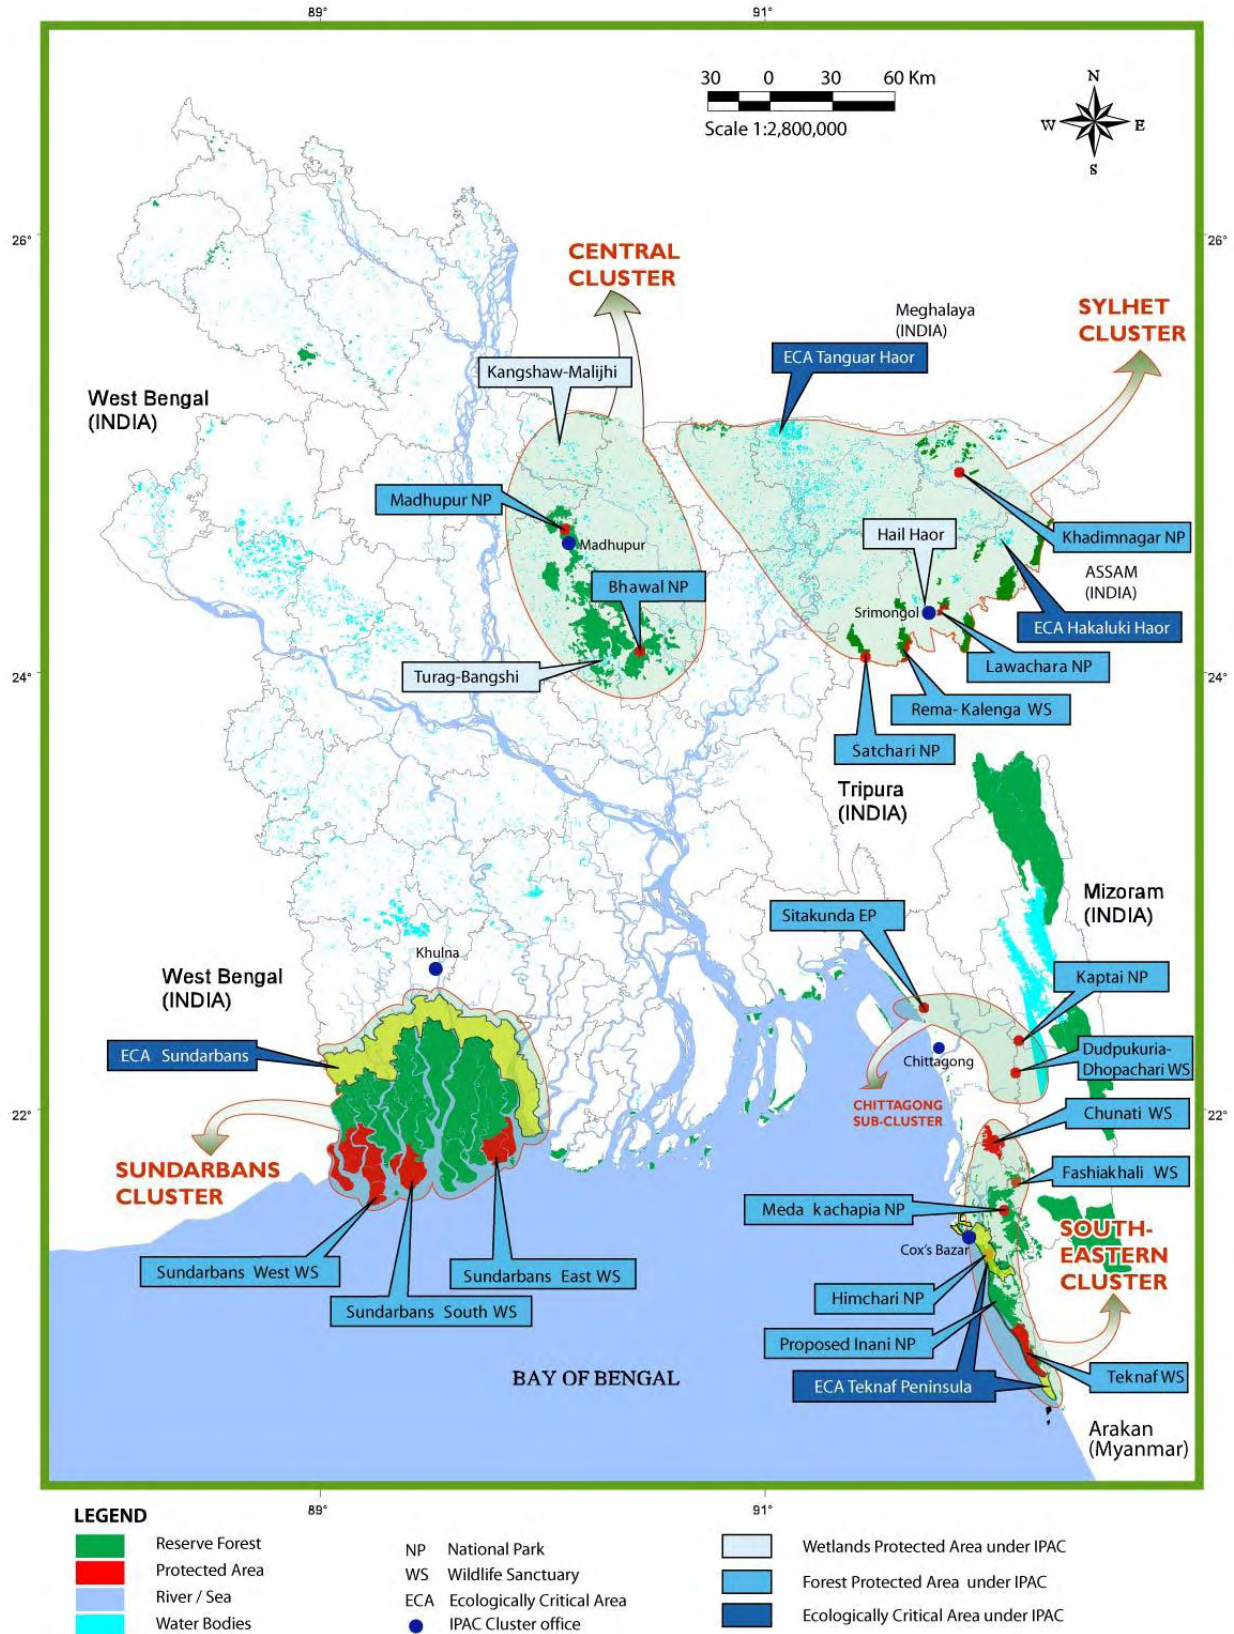 89°
91°
30 0 30 60 Km
Scale 1:2,800,000
N
W E
S
26°
26°
CENTRAL
CLUSTER
Meghalaya
(INDIA)
SYLHET
CLUSTER
ECA Tanguar Haor
Kangshaw-Malijhi
West Bengal
(INDIA)
Madhupur NP
Madhupur
Hail Haor
Khadimnagar NP
Bhawal NP
ASSAM
(INDIA)
Srimongol
ECA Hakaluki Haor
Turag-Bangshi
Lawachara NP
24°
24°
Rema-Kalenga WS
Satchari NP
Tripura
(INDIA)
Mizoram
(INDIA)
Sitakunda EP
Khulna
West Bengal
(INDIA)
Kaptai NP
ECA Sundarbans
Chittagong
Dudpukuria-
Dhopachari WS
22°
22°
CHITTAGONG
SUB-CLUSTER
Chunati WS
SUNDARBANS
CLUSTER
Fashiakhali WS
Meda kachapia NP
SOUTH-
EASTERN
CLUSTER
Cox's Bazar
Sundarbans West WS
Sundarbans East WS
Himchari NP
Sundarbans South WS
Proposed Inani NP
BAY OF BENGAL
ECA Teknaf Peninsula
Teknaf WS
Arakan
(Myanmar)
89°
91°
LEGEND
Reserve Forest
Protected Area
River / Sea
Water Bodies
NP National Park
WS Wildlife Sanctuary
ECA Ecologically Critical Area
IPAC Cluster office
Wetlands Protected Area under IPAC
Forest Protected Area under IPAC
Ecologically Critical Area under IPAC